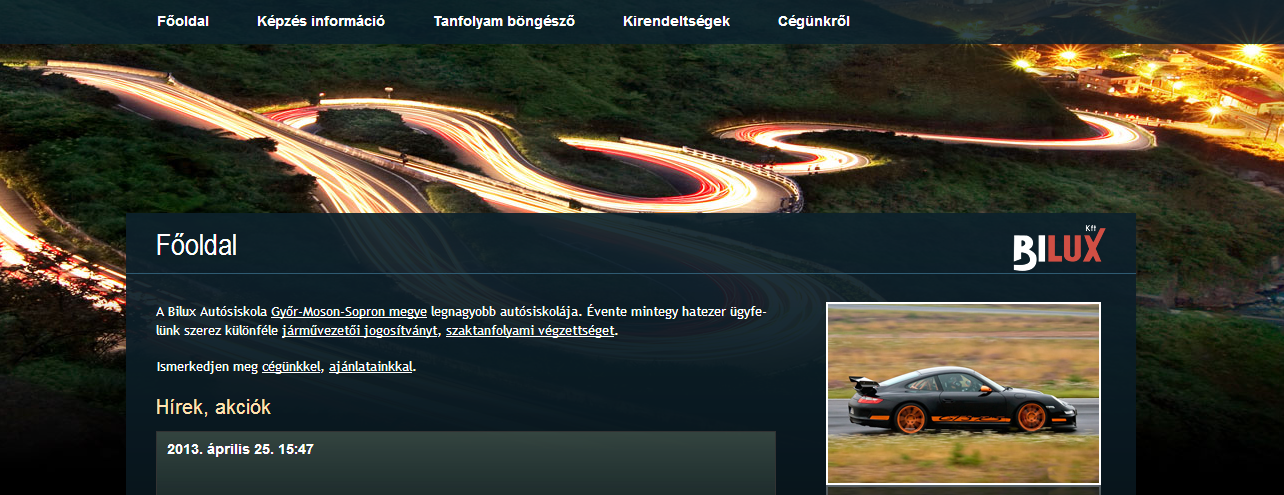 Főoldal Képzés információ Tanfolyam böngésző Kirendeltségek Cégünkről
Főoldal
Kft
BILUX
A Bilux Autósiskola Győr-Moson-Sopron megye legnagyobb autósiskolája. Évente mintegy hatezer ügyfe-
lünk szerez különféle járművezetői jogosítványt, szaktanfolyami végzettséget.
Ismerkedjen meg cégünkkel, ajánlatainkkal.
Hírek, akciók
2013. április 25. 15:47